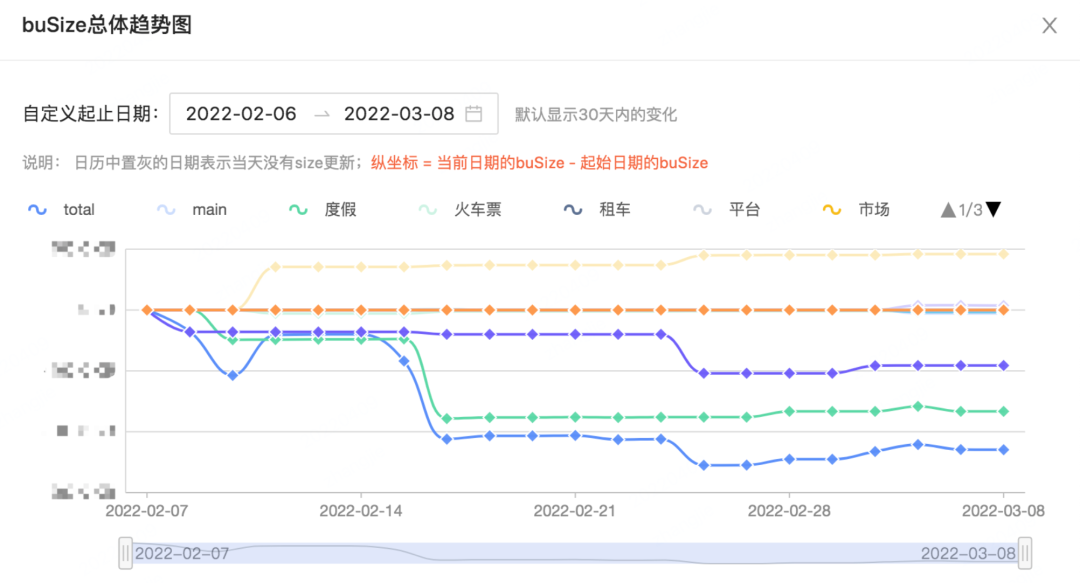 buSize总体趋势图
自定义起止日期： 2022-02-06 → 2022-03-08 默认显示30天内的变化
说明： 日历中置灰的日期表示当天没有size更新；纵坐标 = 当前日期的buSize - 起始日期的buSize
total main 度假 火车票 租车 平台 市场 ▲1/3▼
2022-02-07 2022-02-14 2022-02-21 2022-02-28 2022-03-08
2022-02-07 2022-03-08